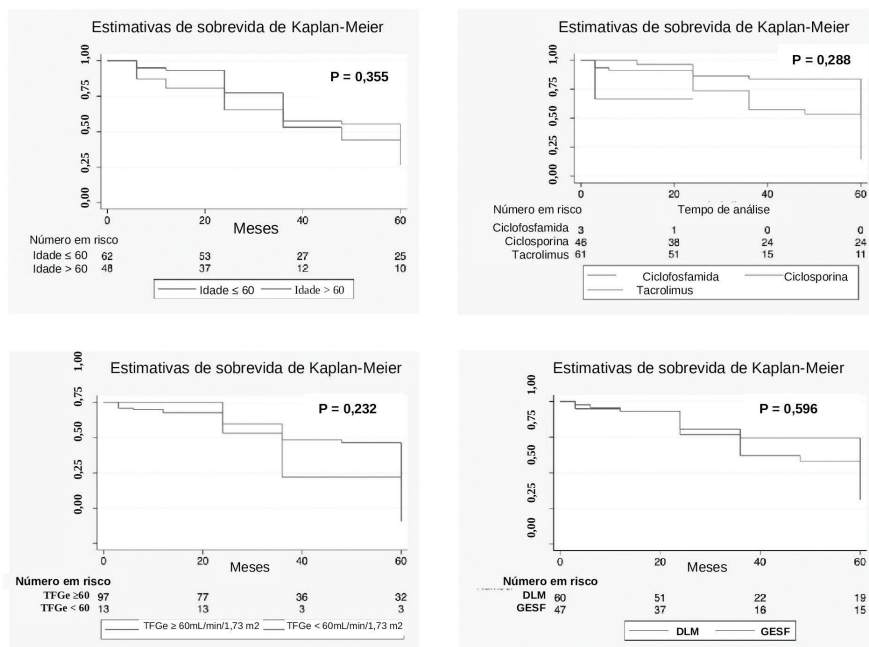 Estimativas de sobrevida de Kaplan-Meier
P = 0,355
1,00
0,75
0,50
0,25
0,00
0 20 40 60
Meses
Número em risco
Idade ≤ 60 62 53 27 25
Idade > 60 48 37 12 10
Idade ≤ 60 Idade > 60
Estimativas de sobrevida de Kaplan-Meier
P = 0,288
1,00
0,75
0,50
0,25
0,00
0 20 40 60
Número em risco Tempo de análise
Ciclofosfamida 3 1 0 0
Ciclosporina 46 38 24 24
Tacrolimus 61 51 15 11
Ciclofosfamida Ciclosporina
Tacrolimus
Estimativas de sobrevida de Kaplan-Meier
P = 0,232
1,00
0,75
0,50
0,25
0,00
0 20 40 60
Meses
Número em risco
TFGe ≥60 97 77 36 32
TFGe < 60 13 13 3 3
TFGe ≥ 60mL/min/1,73 m2 TFGe < 60mL/min/1,73 m2
Estimativas de sobrevida de Kaplan-Meier
P = 0,596
1,00
0,75
0,50
0,25
0,00
0 20 40 60
Meses
Número em risco
DLM 60 51 22 19
GESF 47 37 16 15
DLM GESF